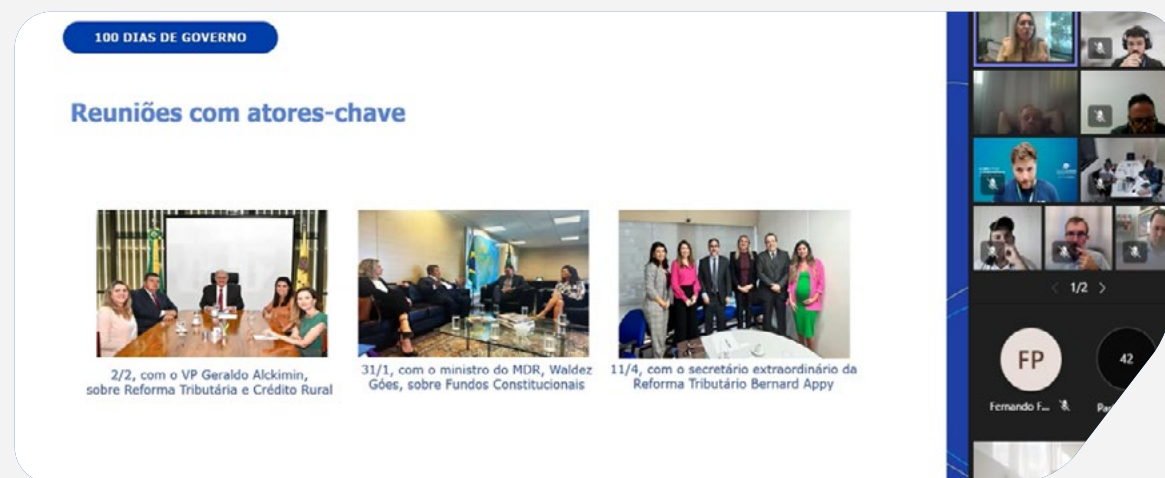 100 DIAS DE GOVERNO
Reuniões com atores-chave
2/2, com o VP Geraldo Alckimin,
sobre Reforma Tributária e Crédito Rural
31/1, com o ministro do MDR, Waldez
Góes, sobre Fundos Constitucionais
11/4, com o secretário extraordinário da
Reforma Tributário Bernard Appy
1/2
FP
42
Fernando F...